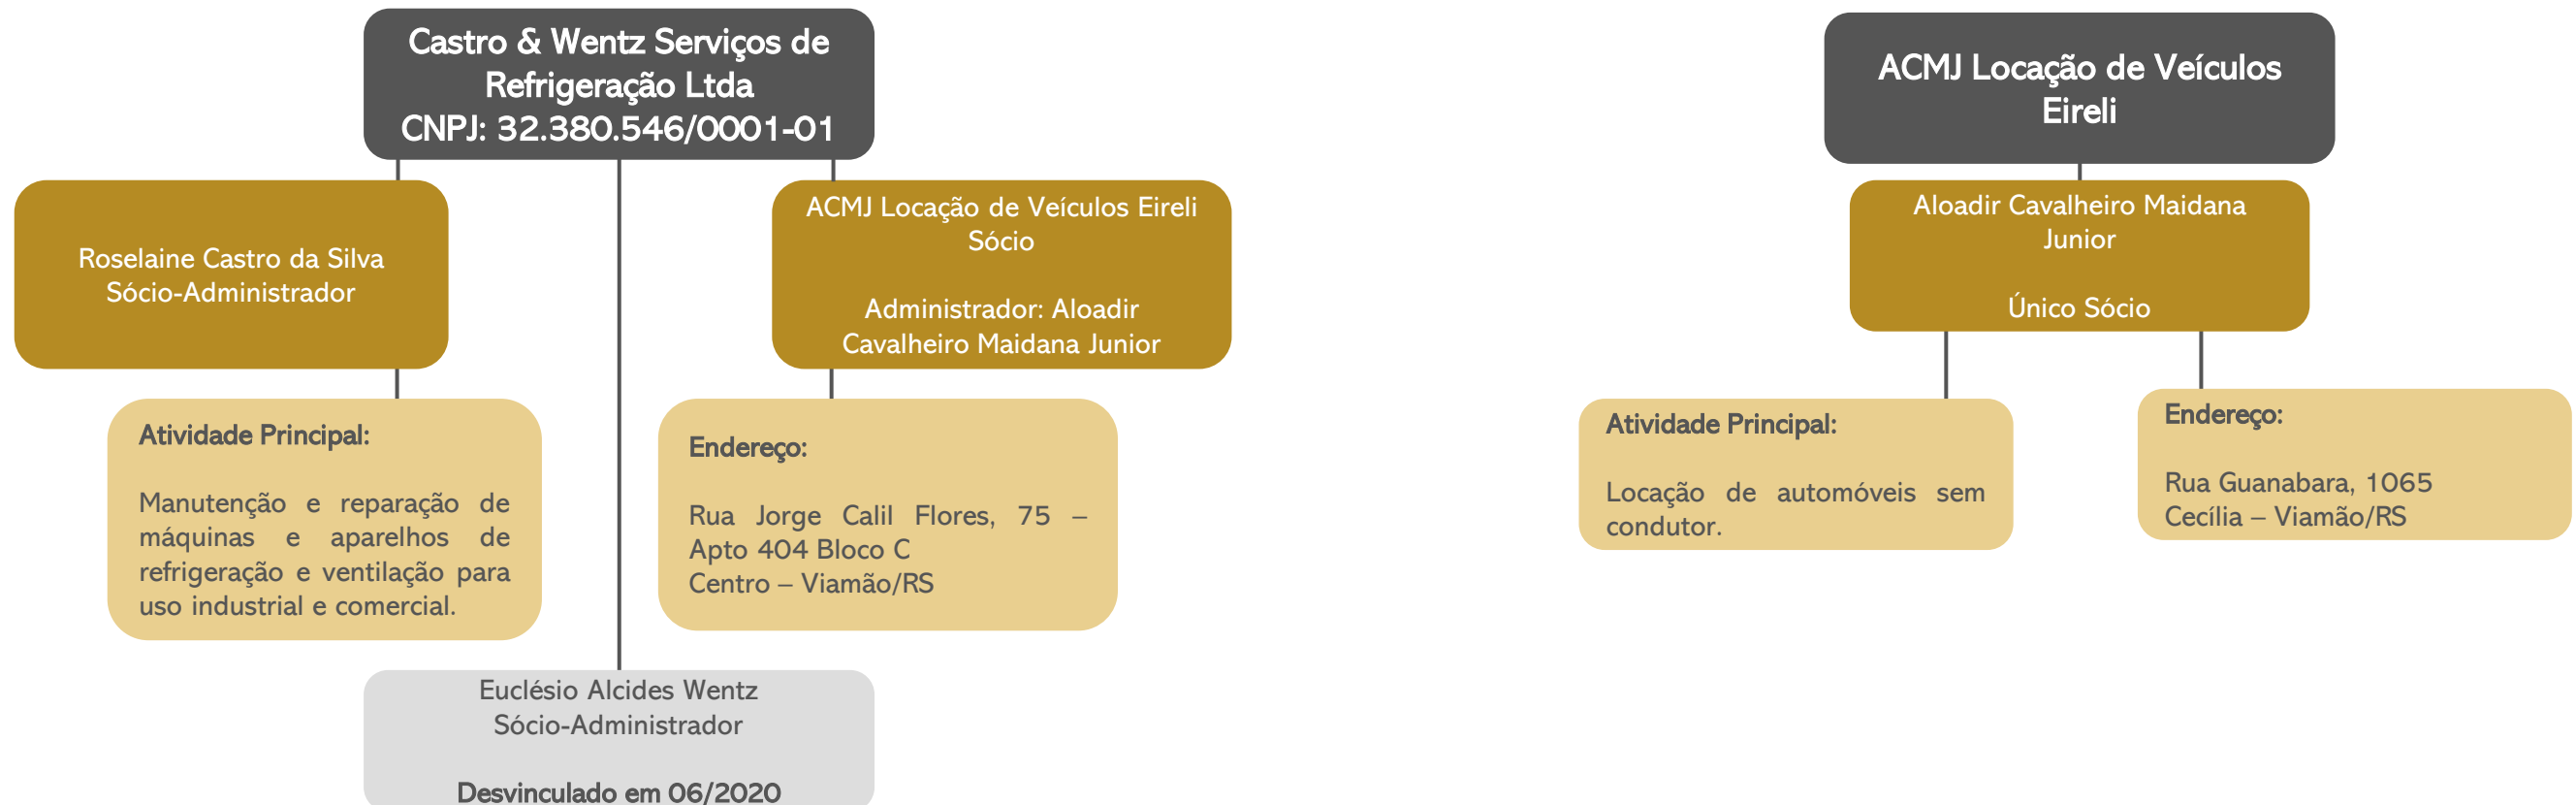 Castro & Wentz Serviços de
Refrigeração Ltda
CNPJ: 32.380.546/0001-01
Roselaine Castro da Silva
Sócio-Administrador
ACMJ Locação de Veículos Eireli
Sócio
Administrador: Aloadir
Cavalheiro Maidana Junior
Atividade Principal:
Manutenção e reparação de
máquinas e aparelhos de
refrigeração e ventilação para
uso industrial e comercial.
Endereço:
Rua Jorge Calil Flores, 75 –
Apto 404 Bloco C
Centro – Viamão/RS
Euclésio Alcides Wentz
Sócio-Administrador
Desvinculado em 06/2020
ACMJ Locação de Veículos
Eireli
Aloadir Cavalheiro Maidana
Junior
Único Sócio
Atividade Principal:
Locação de automóveis sem
condutor.
Endereço:
Rua Guanabara, 1065
Cecília – Viamão/RS